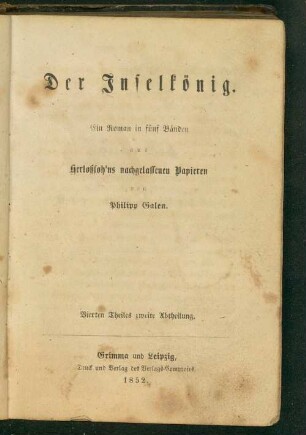 Der Inselkönig.
Ein Roman in fünf Bänden
aus
Herloßsohn's nachgelassenen Papieren
von
Philipp Galen.
Vierten Theiles zweite Abtheilung.
Grimma und Leipzig,
Druck und Verlag des Verlags-Comptoirs.
1852.